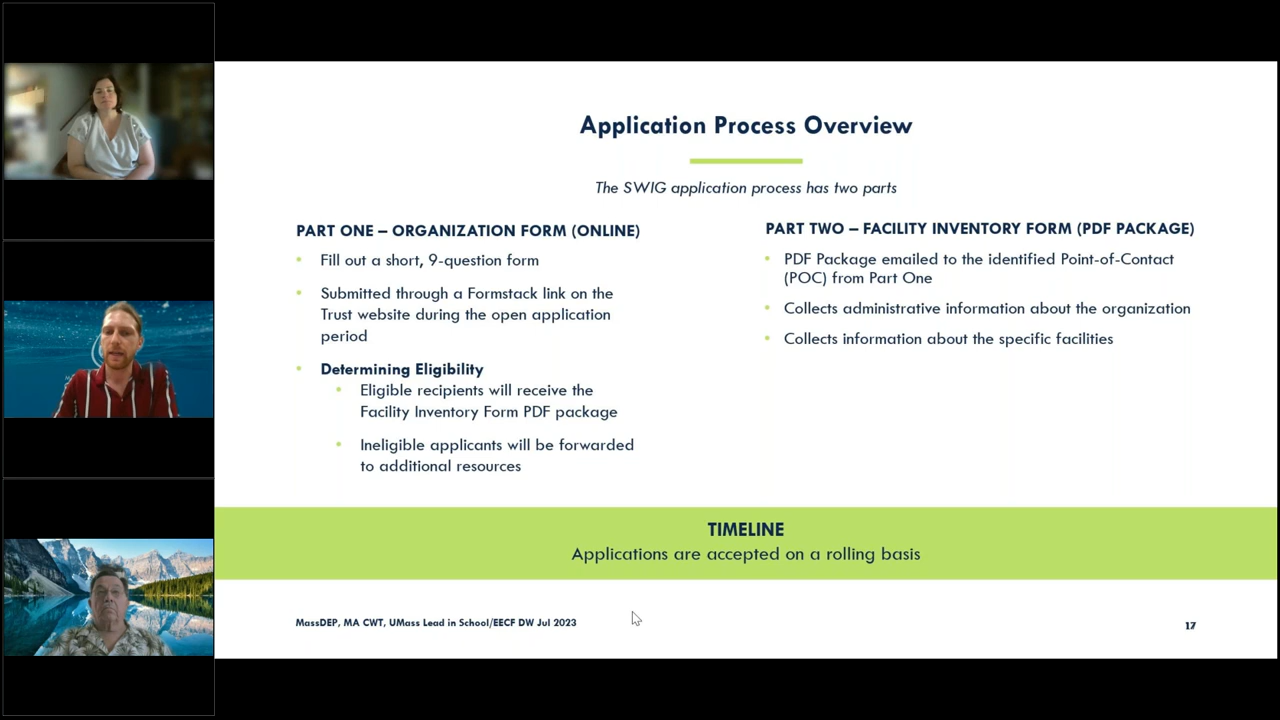 Application Process Overview
The SWIG application process has two parts
PART ONE – ORGANIZATION FORM (ONLINE)
• Fill out a short, 9-question form
• Submitted through a Formstack link on the
Trust website during the open application
period
• Determining Eligibility
• Eligible recipients will receive the
Facility Inventory Form PDF package
• Ineligible applicants will be forwarded
to additional resources
PART TWO – FACILITY INVENTORY FORM (PDF PACKAGE)
• PDF Package emailed to the identified Point-of-Contact
(POC) from Part One
• Collects administrative information about the organization
• Collects information about the specific facilities
TIMELINE
Applications are accepted on a rolling basis
MassDEP, MA CWT, UMass Lead in School/EECF DW Jul 2023
17